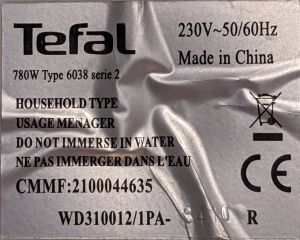 Tefal
230V~50/60Hz
Made in China
780W Type 6038 serie 2
HOUSEHOLD TYPE
USAGE MENAGER
DO NOT IMMERSE IN WATER
NE PAS IMMERGER DANS L'EAU
CMMF:2100044635
WD310012/1PA- R
CE